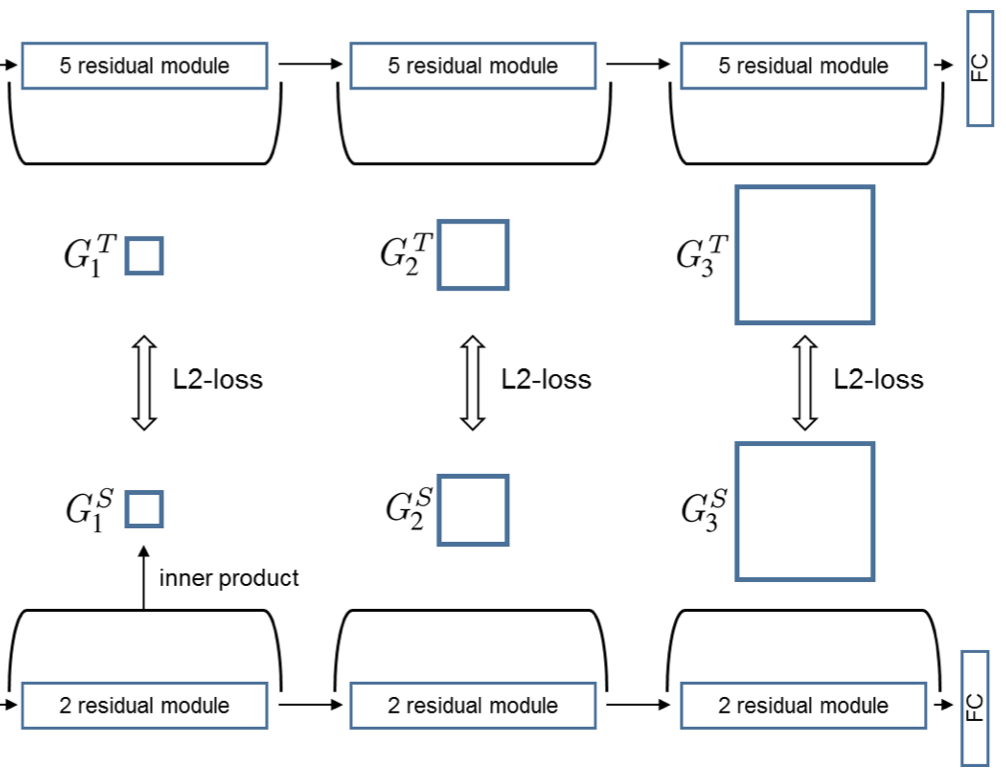 5 residual module
5 residual module
5 residual module
FC
G_1^T
G_2^T
G_3^T
L2-loss
L2-loss
L2-loss
G_1^S
G_2^S
G_3^S
inner product
2 residual module
2 residual module
2 residual module
FC